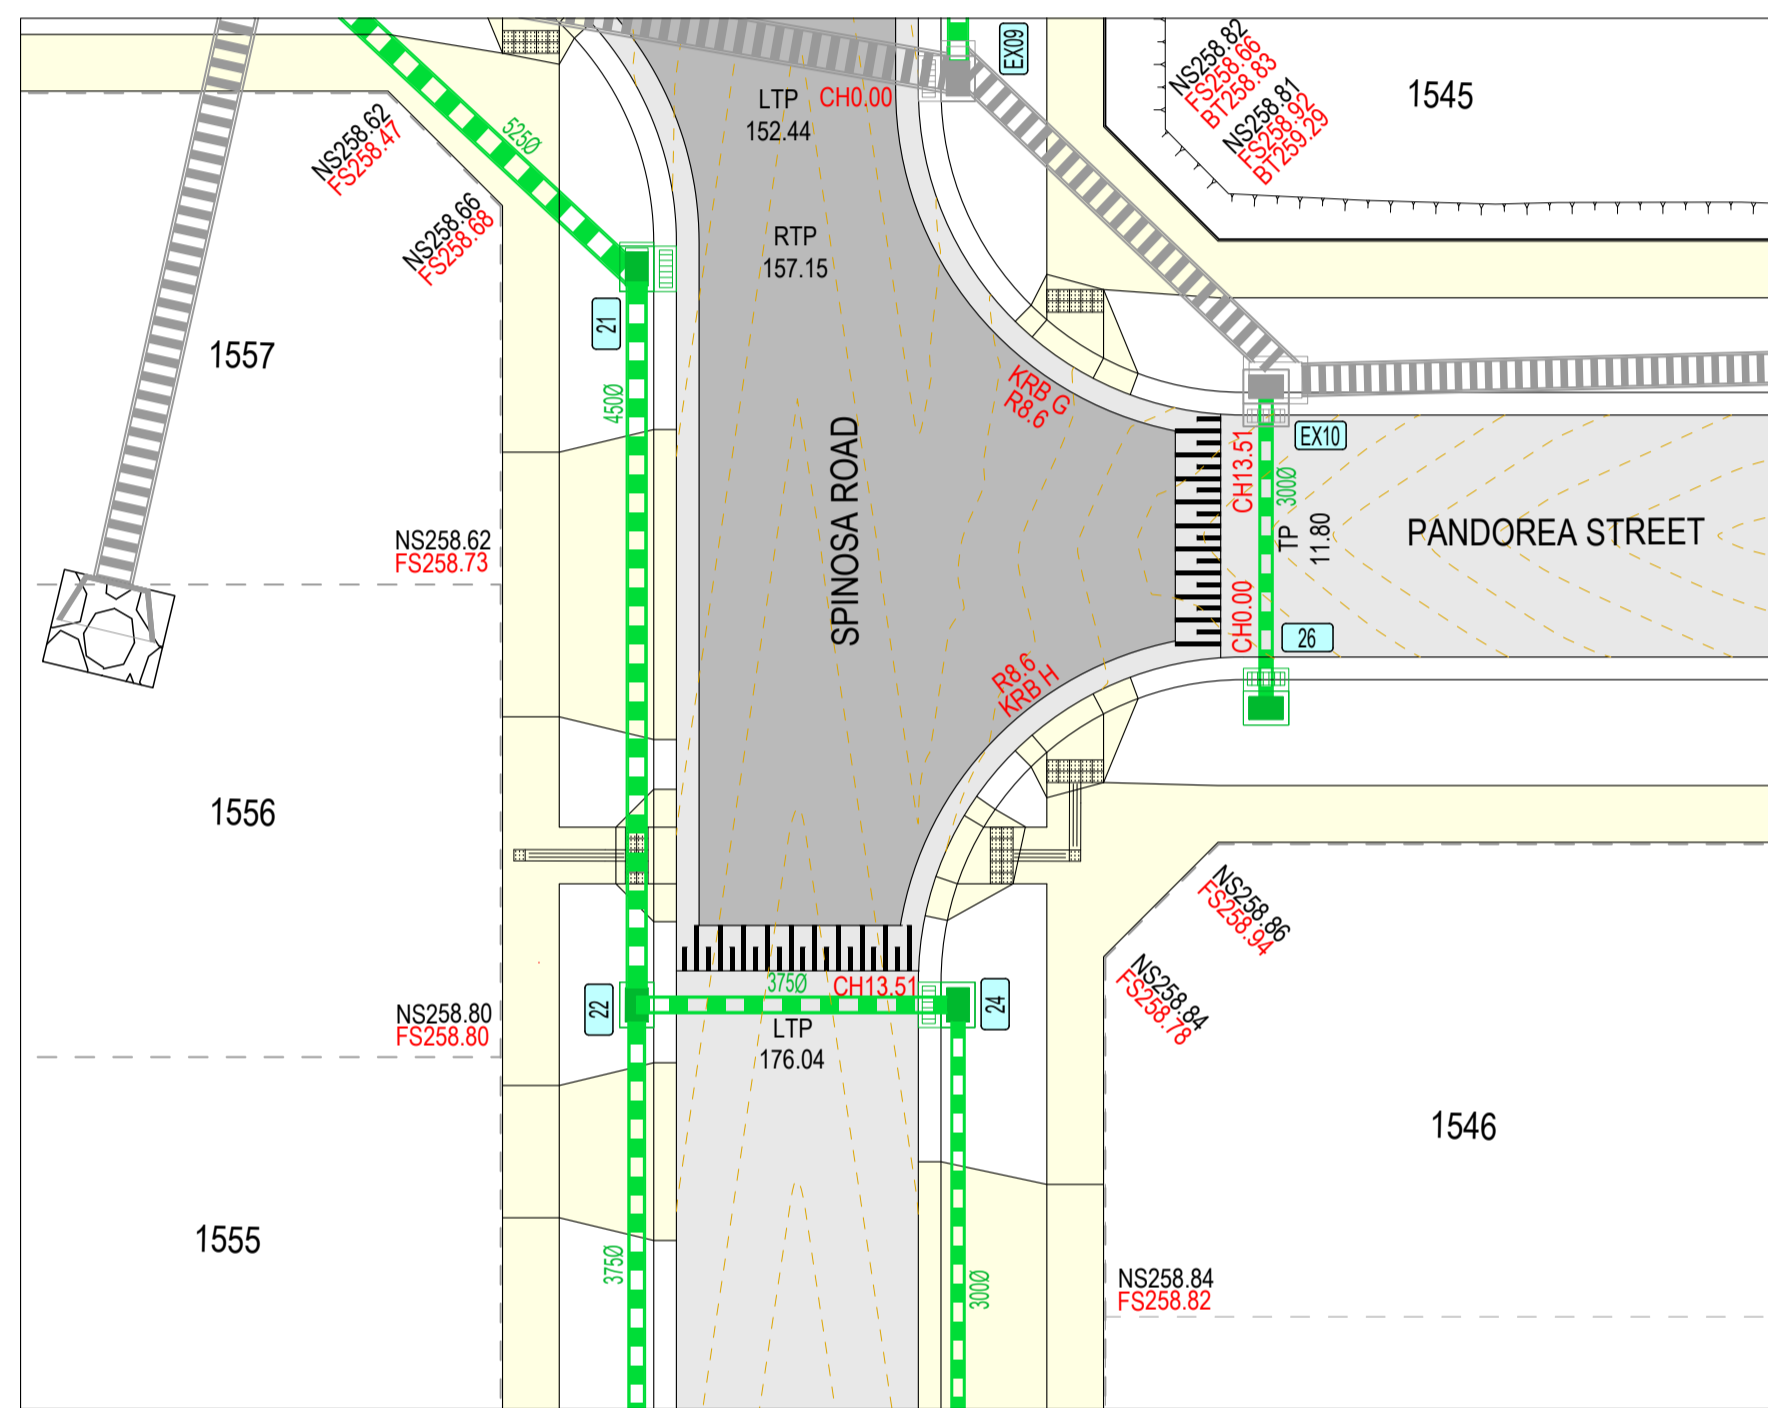 EX09
NS258.82
FS258.66
BT258.83
NS258.81
FS258.92
BT259.29
1545
LTP
152.44
CH0.00
NS258.62
FS258.47
525Ø
NS258.66
FS258.68
RTP
157.15
21
1557
450Ø
KRB G
R8.6
SPINOSA ROAD
EX10
CH13.51
300Ø
TP
11.80
PANDOREA STREET
NS258.62
FS258.73
CH0.00
26
R8.6
KRB H
1556
NS258.86
FS258.94
NS258.84
FS258.78
22
375Ø
CH13.51
24
NS258.80
FS258.80
LTP
176.04
1546
1555
375Ø
300Ø
NS258.84
FS258.82